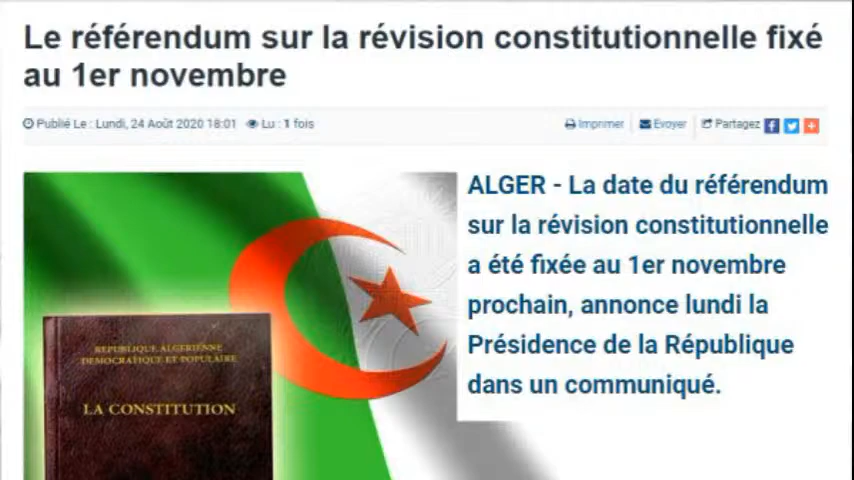 Le référendum sur la révision constitutionnelle fixé
au 1er novembre
Publié Le : Lundi, 24 Août 2020 18:01 Lu : 1 fois
Imprimer Evoyer Partagez
ALGER - La date du référendum
sur la révision constitutionnelle
a été fixée au 1er novembre
prochain, annonce lundi la
Présidence de la République
dans un communiqué.
REPUBLIQUE ALGERIENNE
DEMOCRATIQUE ET POPULAIRE
LA CONSTITUTION